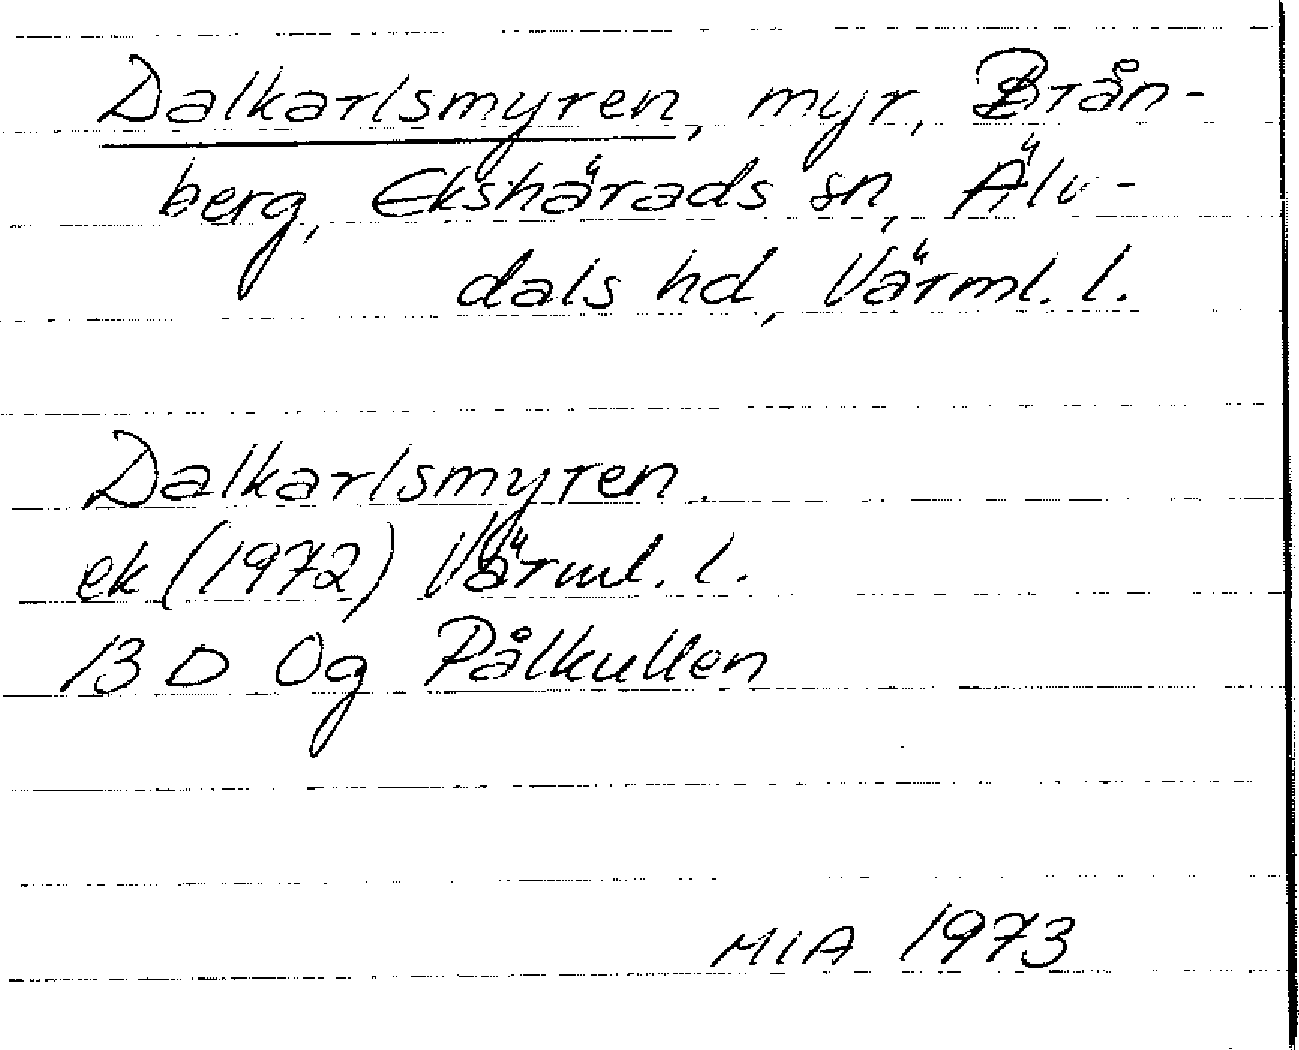 Dalkarlsmyren, myr, Brån-
berg, Ekshärads sn, Älv-
dals hd, Värml. l.
Dalkarlsmyren.
ek (1972) Värml. l.
13 D 0g Pålkullen
MIA 1973